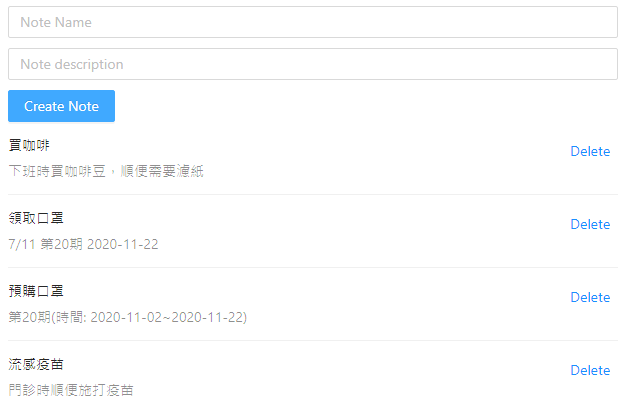 Note Name
Note description
Create Note
買咖啡
Delete
下班時買咖啡豆，順便需要濾紙
領取口罩
Delete
7/11 第20期 2020-11-22
預購口罩
Delete
第20期(時間: 2020-11-02~2020-11-22)
流感疫苗
Delete
門診時順便施打疫苗